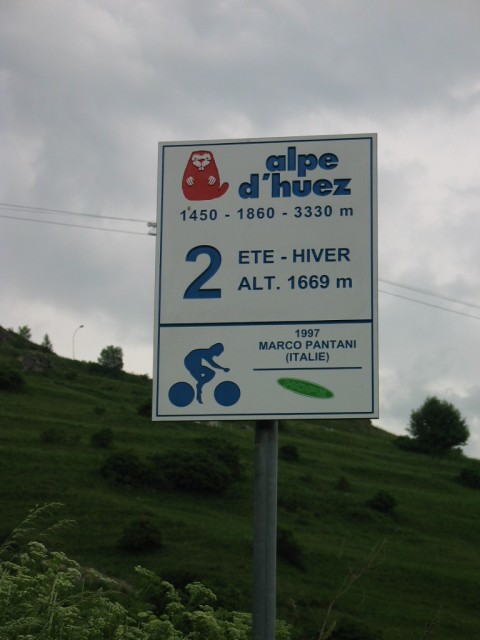 alpe
d'huez
1450 - 1860 - 3330 m
2
ETE - HIVER
ALT. 1669 m
1997
MARCO PANTANI
(ITALIE)